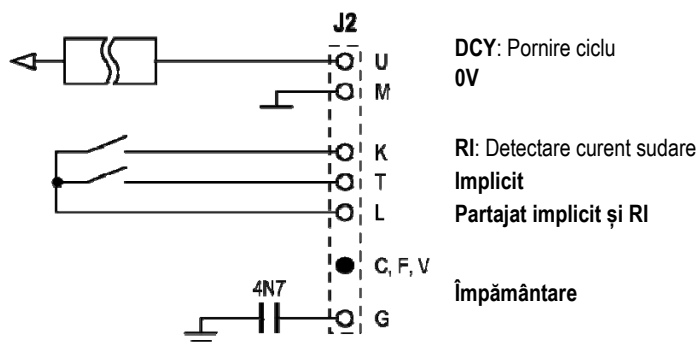 J2
U DCY: Pornire ciclu
M 0V
K RI: Detectare curent sudare
T Implicit
L Partajat implicit și RI
C, F, V
4N7 G Împământare